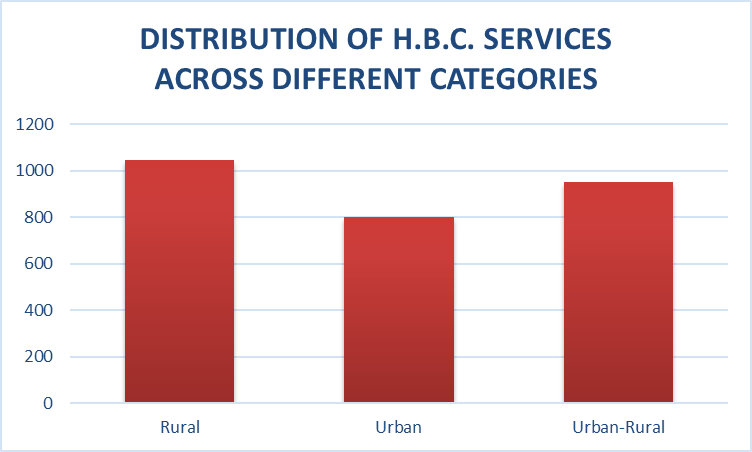 DISTRIBUTION OF H.B.C. SERVICES
ACROSS DIFFERENT CATEGORIES
1200
1000
800
600
400
200
0
Rural Urban Urban-Rural